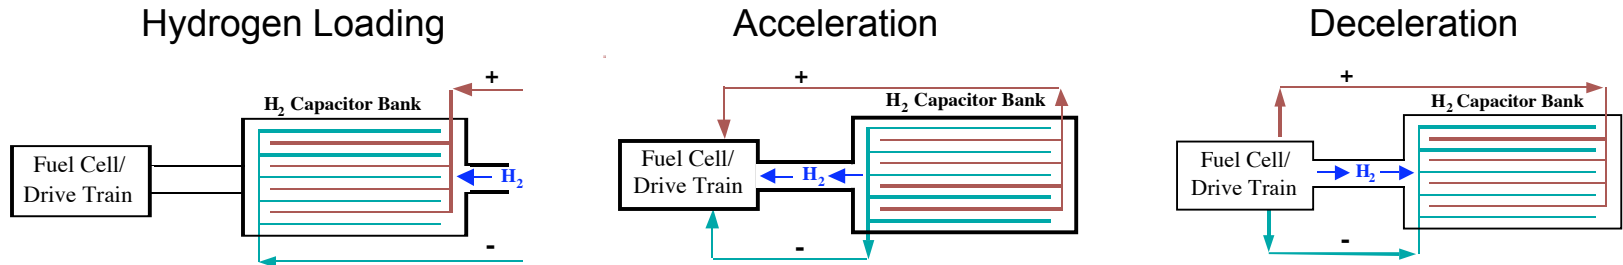 Hydrogen Loading
+
H2 Capacitor Bank
Fuel Cell/
Drive Train
H2
-
Acceleration
+
H2 Capacitor Bank
Fuel Cell/
Drive Train
H2
-
Deceleration
+
H2 Capacitor Bank
Fuel Cell/
Drive Train
H2
-